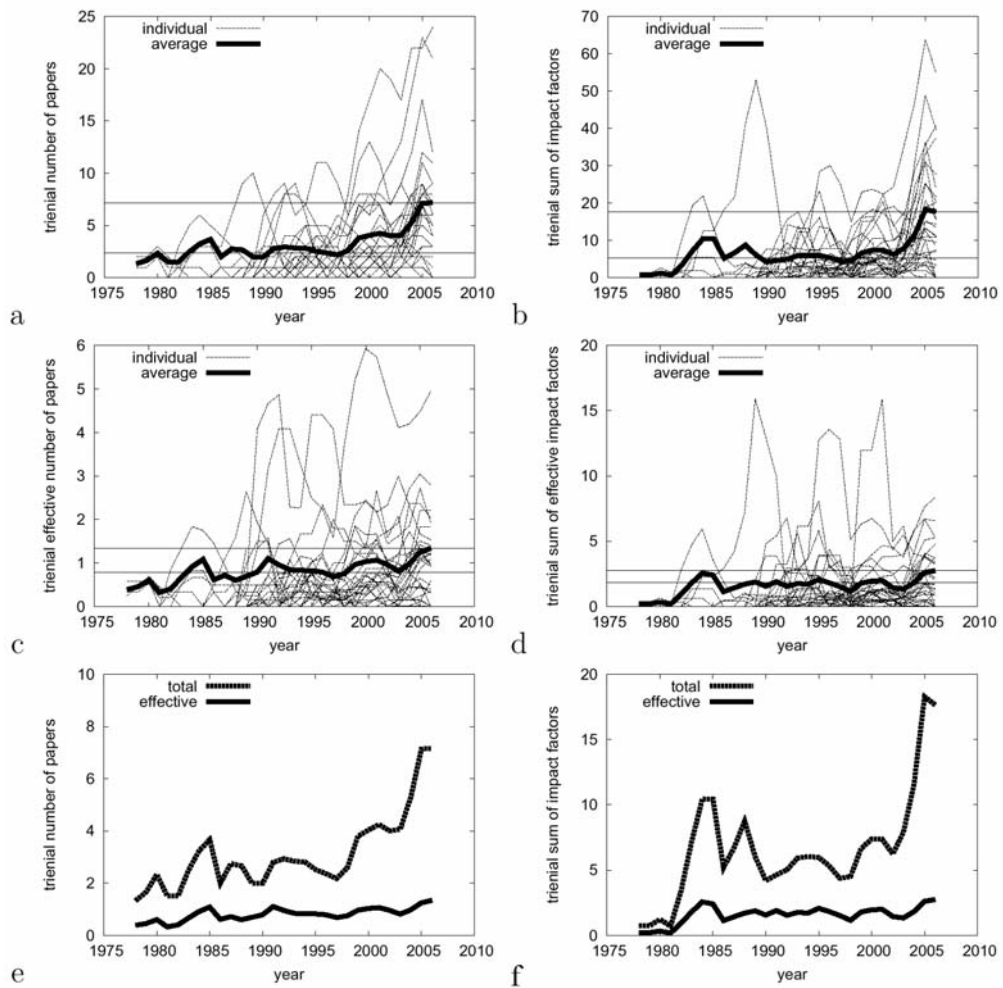 25
20
15
10
5
0
1975 1980 1985 1990 1995 2000 2005 2010
year
trienial number of papers
individual
average
a
70
60
50
40
30
20
10
0
1975 1980 1985 1990 1995 2000 2005 2010
year
trienial sum of impact factors
individual
average
b
6
5
4
3
2
1
0
1975 1980 1985 1990 1995 2000 2005 2010
year
trienial effective number of papers
individual
average
c
20
15
10
5
0
1975 1980 1985 1990 1995 2000 2005 2010
year
trienial sum of effective impact factors
individual
average
d
10
8
6
4
2
0
1975 1980 1985 1990 1995 2000 2005 2010
year
trienial number of papers
total
effective
e
20
15
10
5
0
1975 1980 1985 1990 1995 2000 2005 2010
year
trienial sum of impact factors
total
effective
f